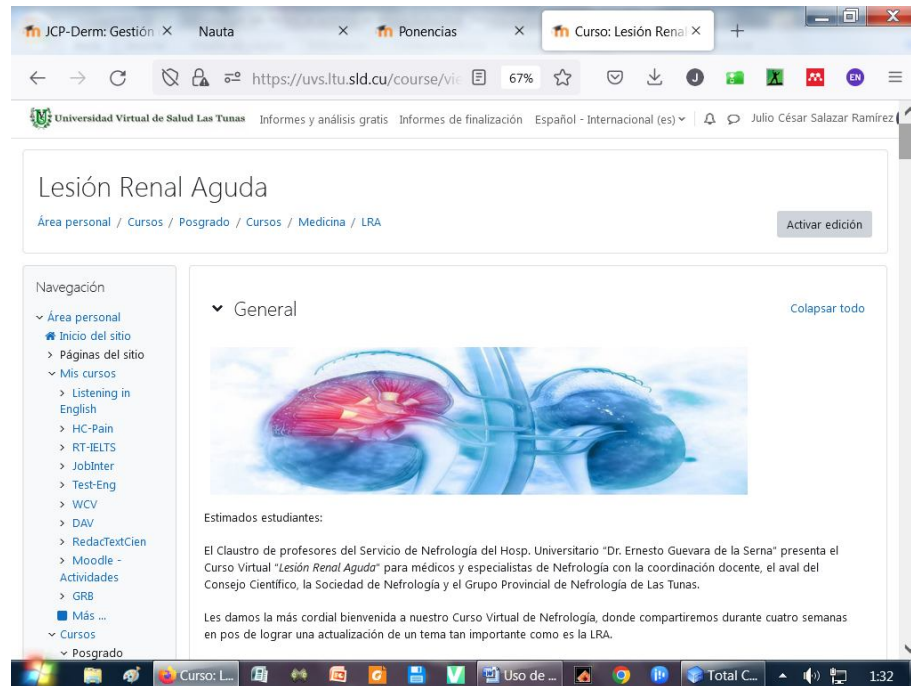 JCP-Derm: Gestión
Nauta
Ponencias
Curso: Lesión Renal
https://uvs.ltu.sld.cu/course/vie
67%
EN
Universidad Virtual de Salud Las Tunas
Informes y análisis gratis
Informes de finalización
Español - Internacional (es)
Julio César Salazar Ramírez
Lesión Renal Aguda
Área personal / Cursos / Posgrado / Cursos / Medicina / LRA
Activar edición
Navegación
Área personal
Inicio del sitio
Páginas del sitio
Mis cursos
Listening in
English
HC-Pain
RT-IELTS
JobInter
Test-Eng
WCV
DAV
RedacTextCien
Moodle -
Actividades
GRB
Más ...
Cursos
Posgrado
General
Colapsar todo
Estimados estudiantes:
El Claustro de profesores del Servicio de Nefrología del Hosp. Universitario "Dr. Ernesto Guevara de la Serna" presenta el
Curso Virtual "Lesión Renal Aguda" para médicos y especialistas de Nefrología con la coordinación docente, el aval del
Consejo Científico, la Sociedad de Nefrología y el Grupo Provincial de Nefrología de Las Tunas.
Les damos la más cordial bienvenida a nuestro Curso Virtual de Nefrología, donde compartiremos durante cuatro semanas
en pos de lograr una actualización de un tema tan importante como es la LRA.
Curso: L...
Uso de ...
Total C...
1:32